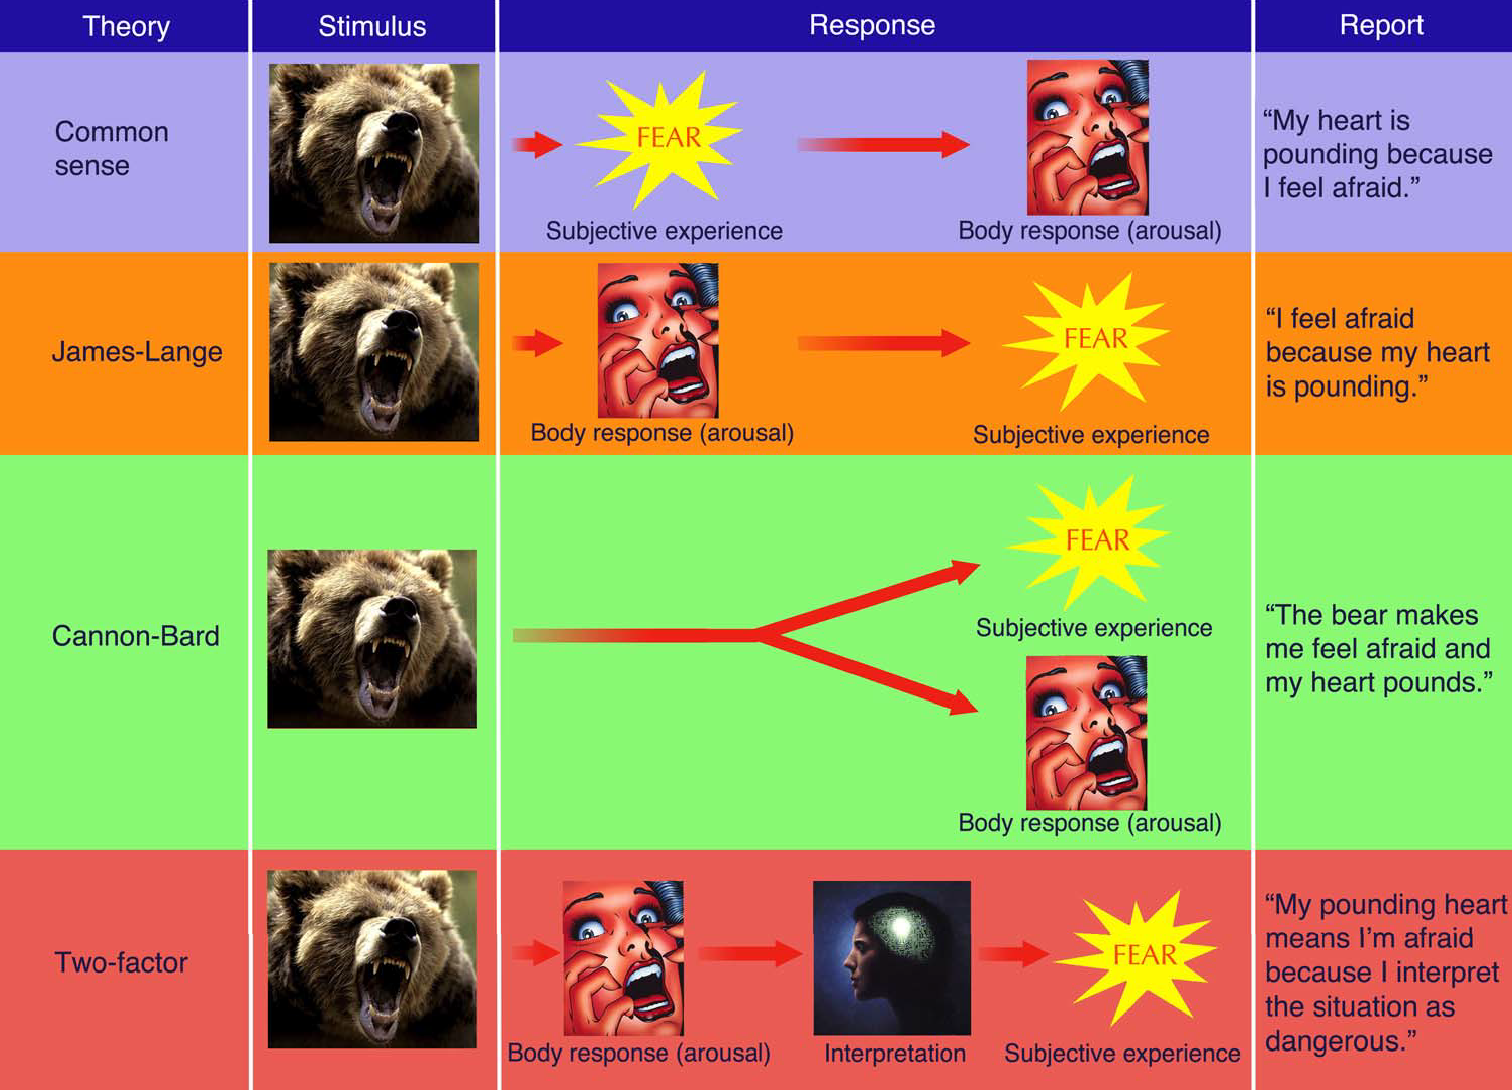 Theory
Stimulus
Response
Report
Common
sense
FEAR
Subjective experience
Body response (arousal)
“My heart is
pounding because
I feel afraid.”
James-Lange
Body response (arousal)
FEAR
Subjective experience
“I feel afraid
because my heart
is pounding.”
Cannon-Bard
FEAR
Subjective experience
Body response (arousal)
“The bear makes
me feel afraid and
my heart pounds.”
Two-factor
Body response (arousal)
Interpretation
FEAR
Subjective experience
“My pounding heart
means I’m afraid
because I interpret
the situation as
dangerous.”